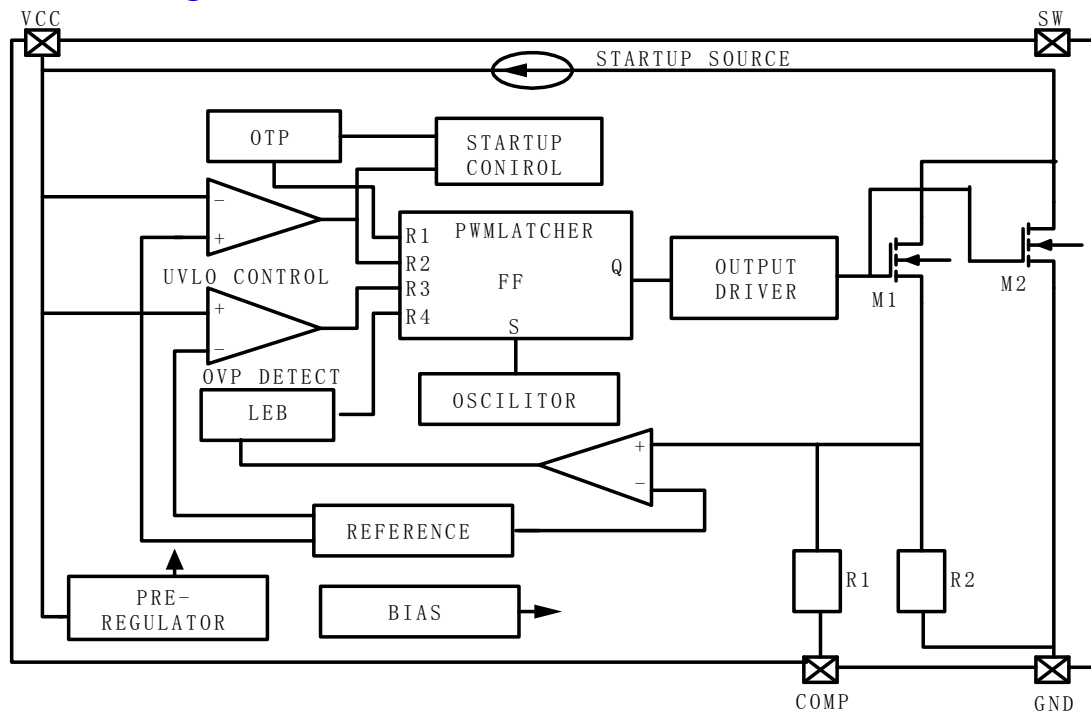 VCC
SW
STARTUP SOURCE
OTP
STARTUP
CONIROL
−
+
UVLO CONTROL
PWMLATCHER
FF
R1
R2
R3
R4
Q
S
OUTPUT
DRIVER
M1
M2
+
−
OVP DETECT
LEB
OSCILITOR
+
−
REFERENCE
PRE-
REGULATOR
BIAS
R1
R2
COMP
GND